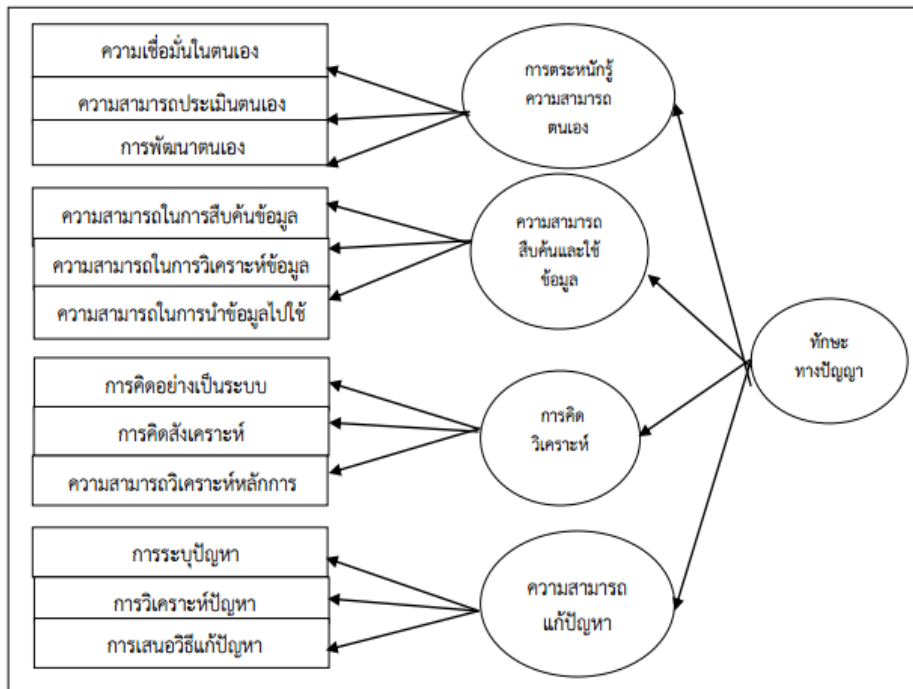 ความเชื่อมั่นในตนเอง
ความสามารถประเมินตนเอง
การพัฒนาตนเอง
การตระหนักรู้
ความสามารถ
ตนเอง
ความสามารถในการสืบค้นข้อมูล
ความสามารถในการวิเคราะห์ข้อมูล
ความสามารถในการนำข้อมูลไปใช้
ความสามารถ
สืบค้นและใช้
ข้อมูล
ทักษะ
ทางปัญญา
การคิดอย่างเป็นระบบ
การคิดสังเคราะห์
ความสามารถวิเคราะห์หลักการ
การคิด
วิเคราะห์
การระบุปัญหา
การวิเคราะห์ปัญหา
การเสนอวิธีแก้ปัญหา
ความสามารถ
แก้ปัญหา